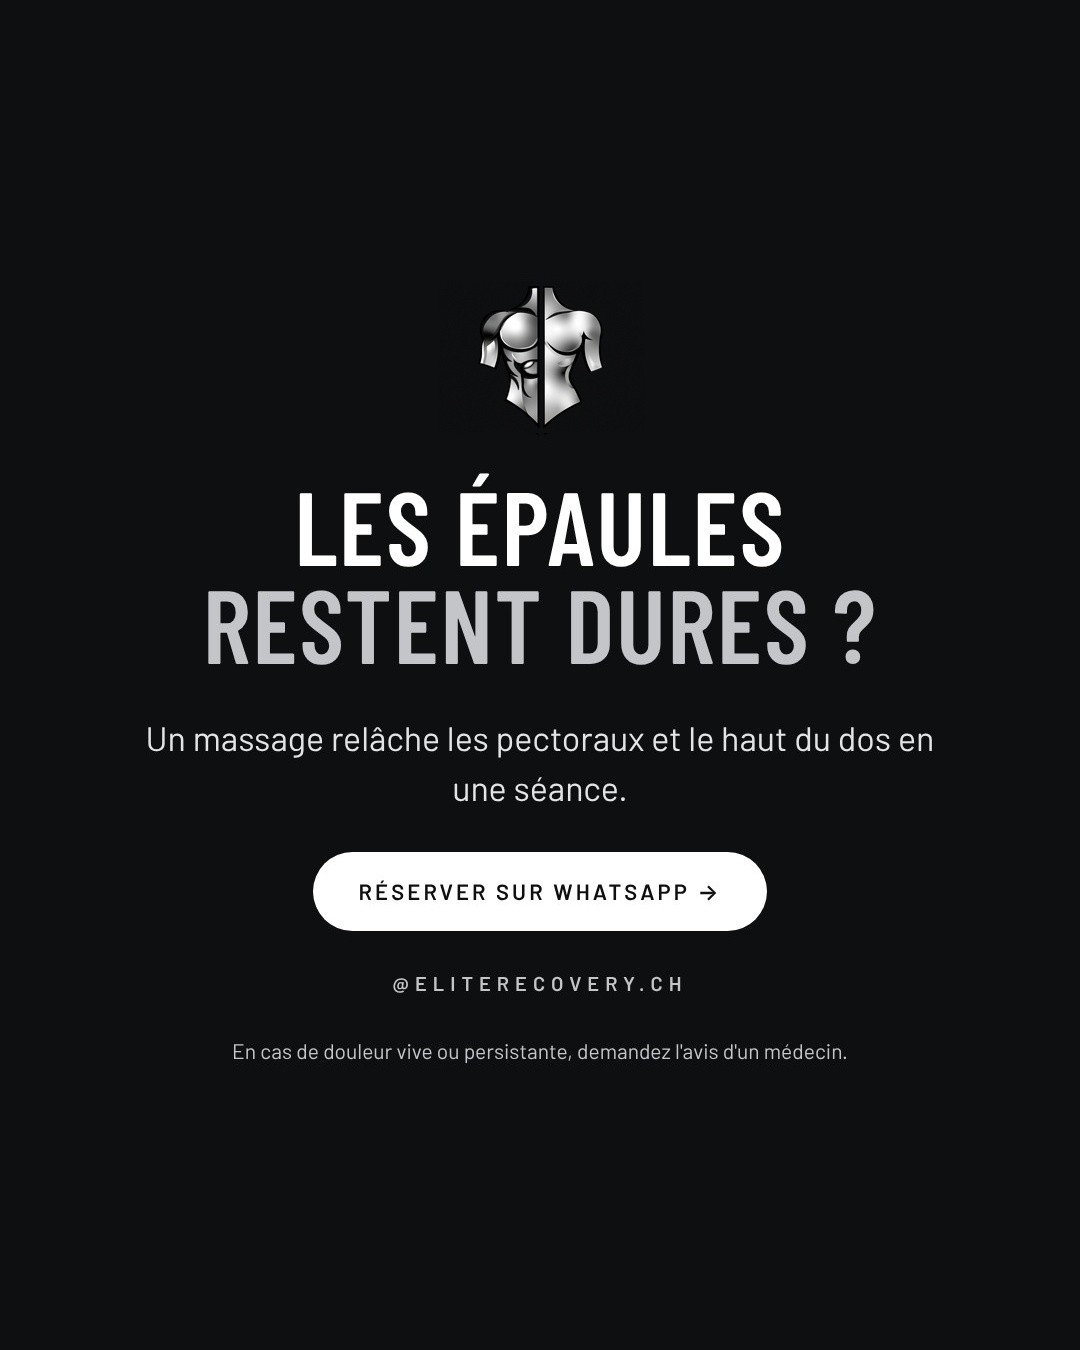 LES ÉPAULES
RESTENT DURES ?
Un massage relâche les pectoraux et le haut du dos en
une séance.
RÉSERVER SUR WHATSAPP →
@ELITERECOVERY.CH
En cas de douleur vive ou persistante, demandez l'avis d'un médecin.